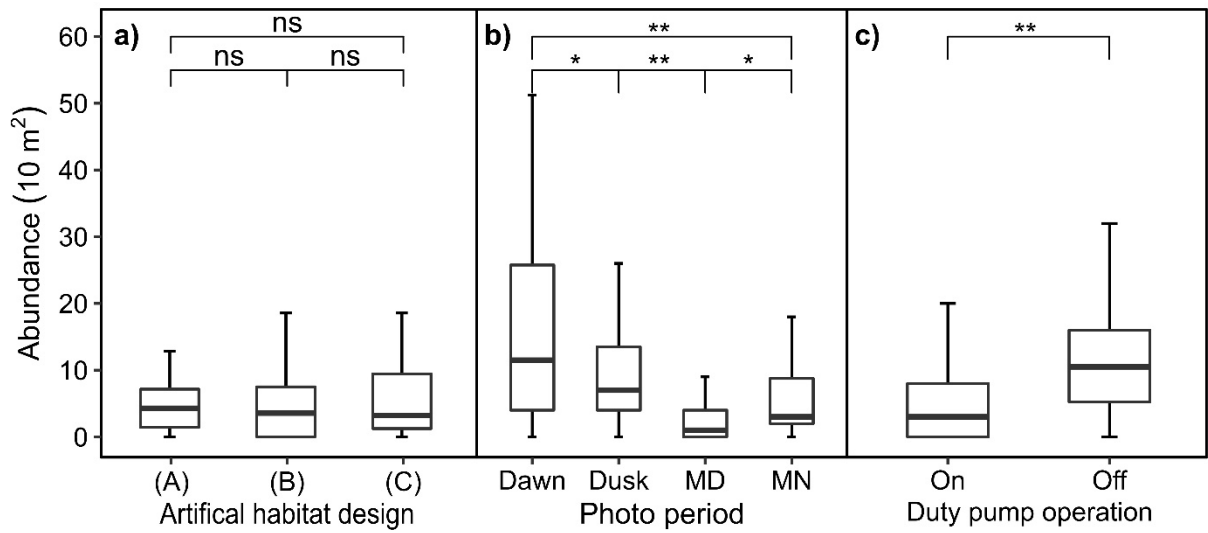 a)
ns
ns
ns
b)
**
*
**
*
c)
**
Abundance (10 m²)
60
50
40
30
20
10
0
(A)
(B)
(C)
Artifical habitat design
Dawn
Dusk
MD
MN
Photo period
On
Off
Duty pump operation